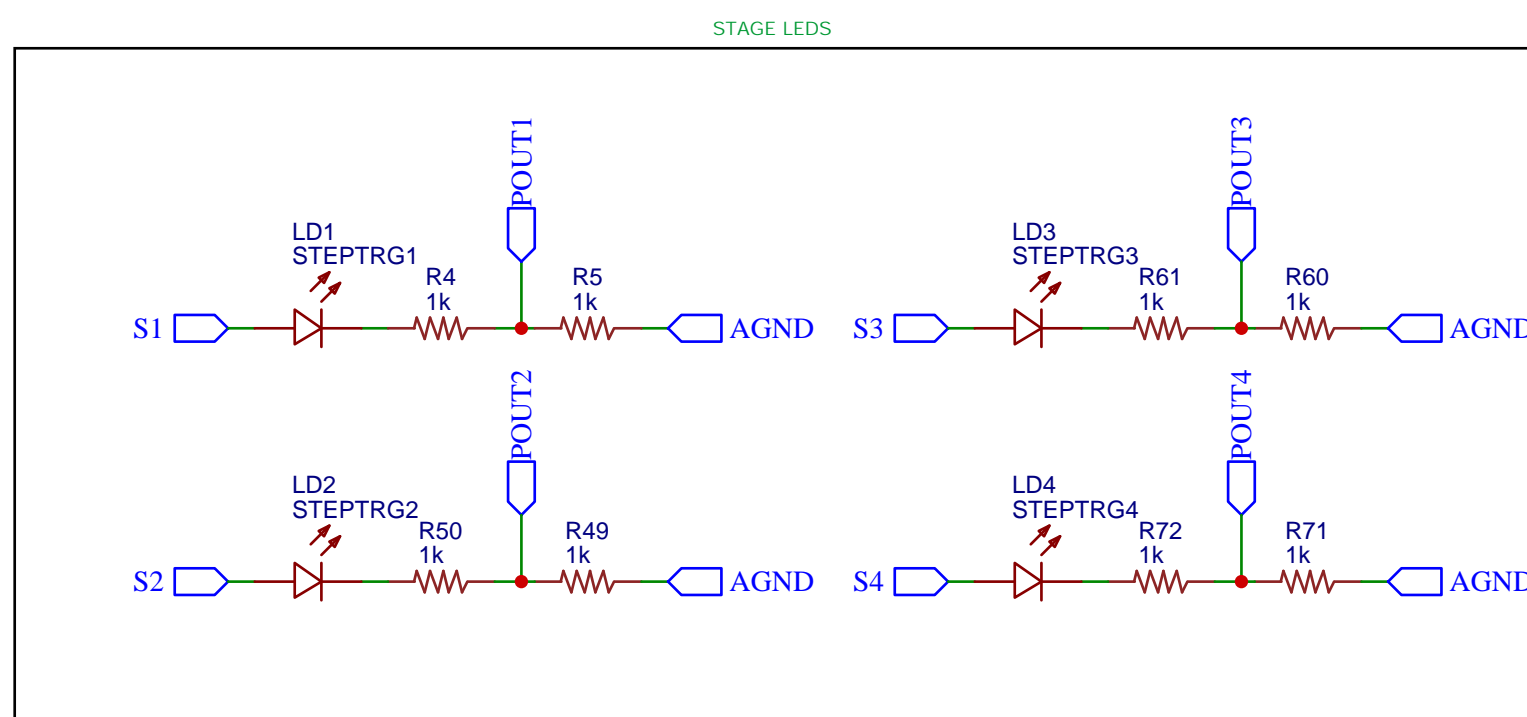 STAGE LEDS
POUT1
LD1
STEPTRG1
R4
1k
R5
1k
S1
AGND
POUT3
LD3
STEPTRG3
R61
1k
R60
1k
S3
AGND
POUT2
LD2
STEPTRG2
R50
1k
R49
1k
S2
AGND
POUT4
LD4
STEPTRG4
R72
1k
R71
1k
S4
AGND